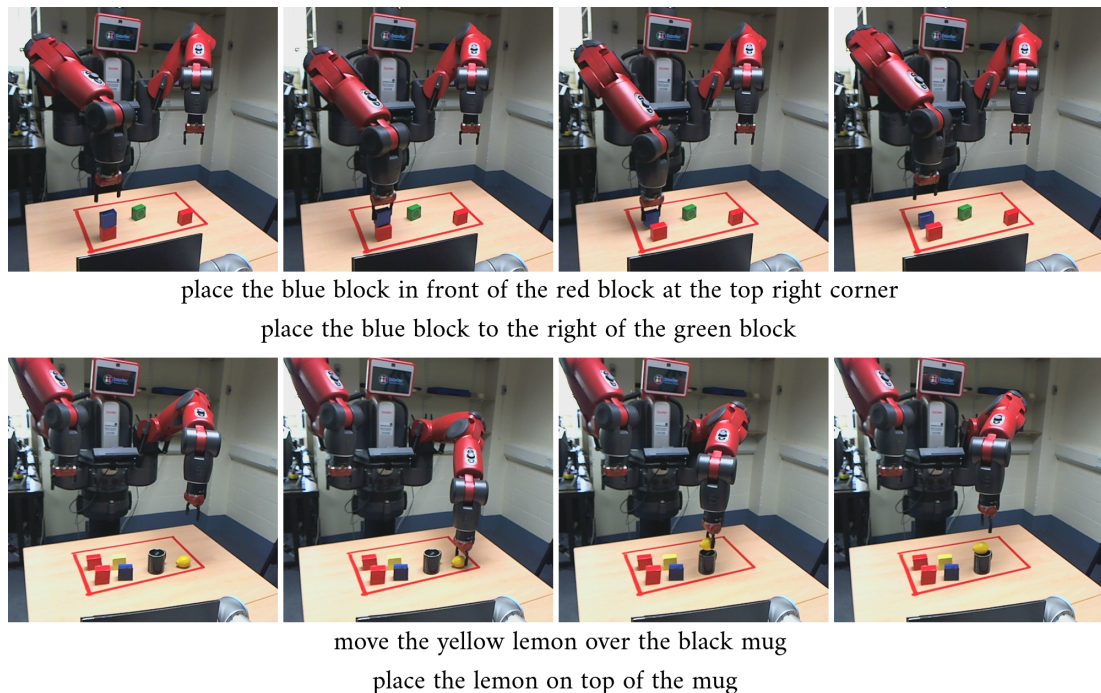 place the blue block in front of the red block at the top right corner
place the blue block to the right of the green block
move the yellow lemon over the black mug
place the lemon on top of the mug